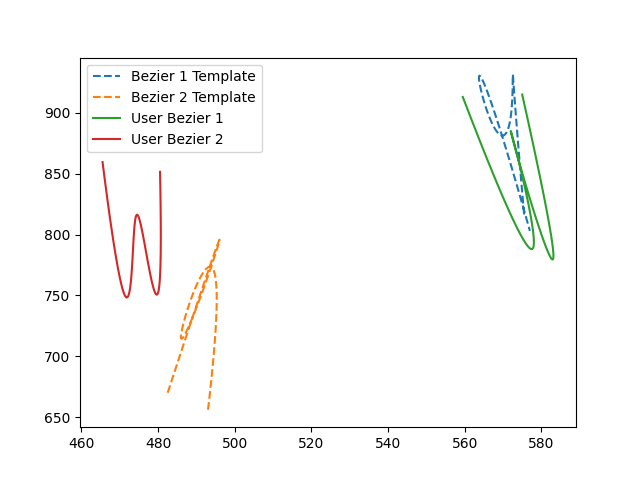 Bezier 1 Template
Bezier 2 Template
User Bezier 1
User Bezier 2
900
850
800
750
700
650
460 480 500 520 540 560 580